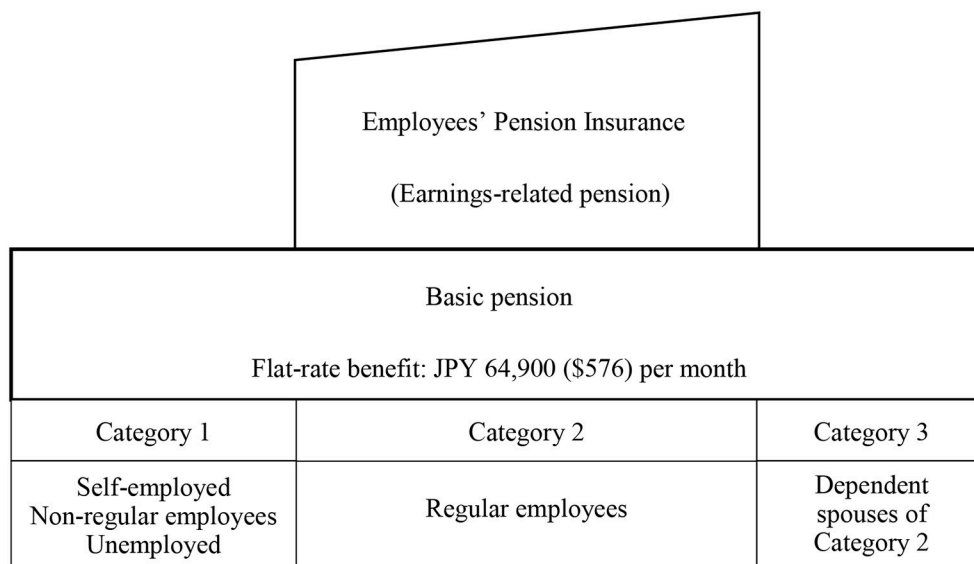 Employees’ Pension Insurance
(Earnings-related pension)
Basic pension
Flat-rate benefit: JPY 64,900 ($576) per month
Category 1
Category 2
Category 3
Self-employed
Non-regular employees
Unemployed
Regular employees
Dependent
spouses of
Category 2